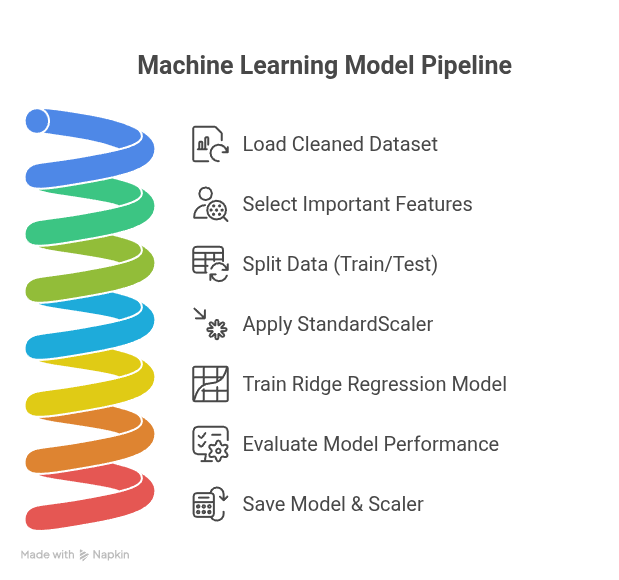 Machine Learning Model Pipeline
Load Cleaned Dataset
Select Important Features
Split Data (Train/Test)
Apply StandardScaler
Train Ridge Regression Model
Evaluate Model Performance
Save Model & Scaler
Made with Napkin